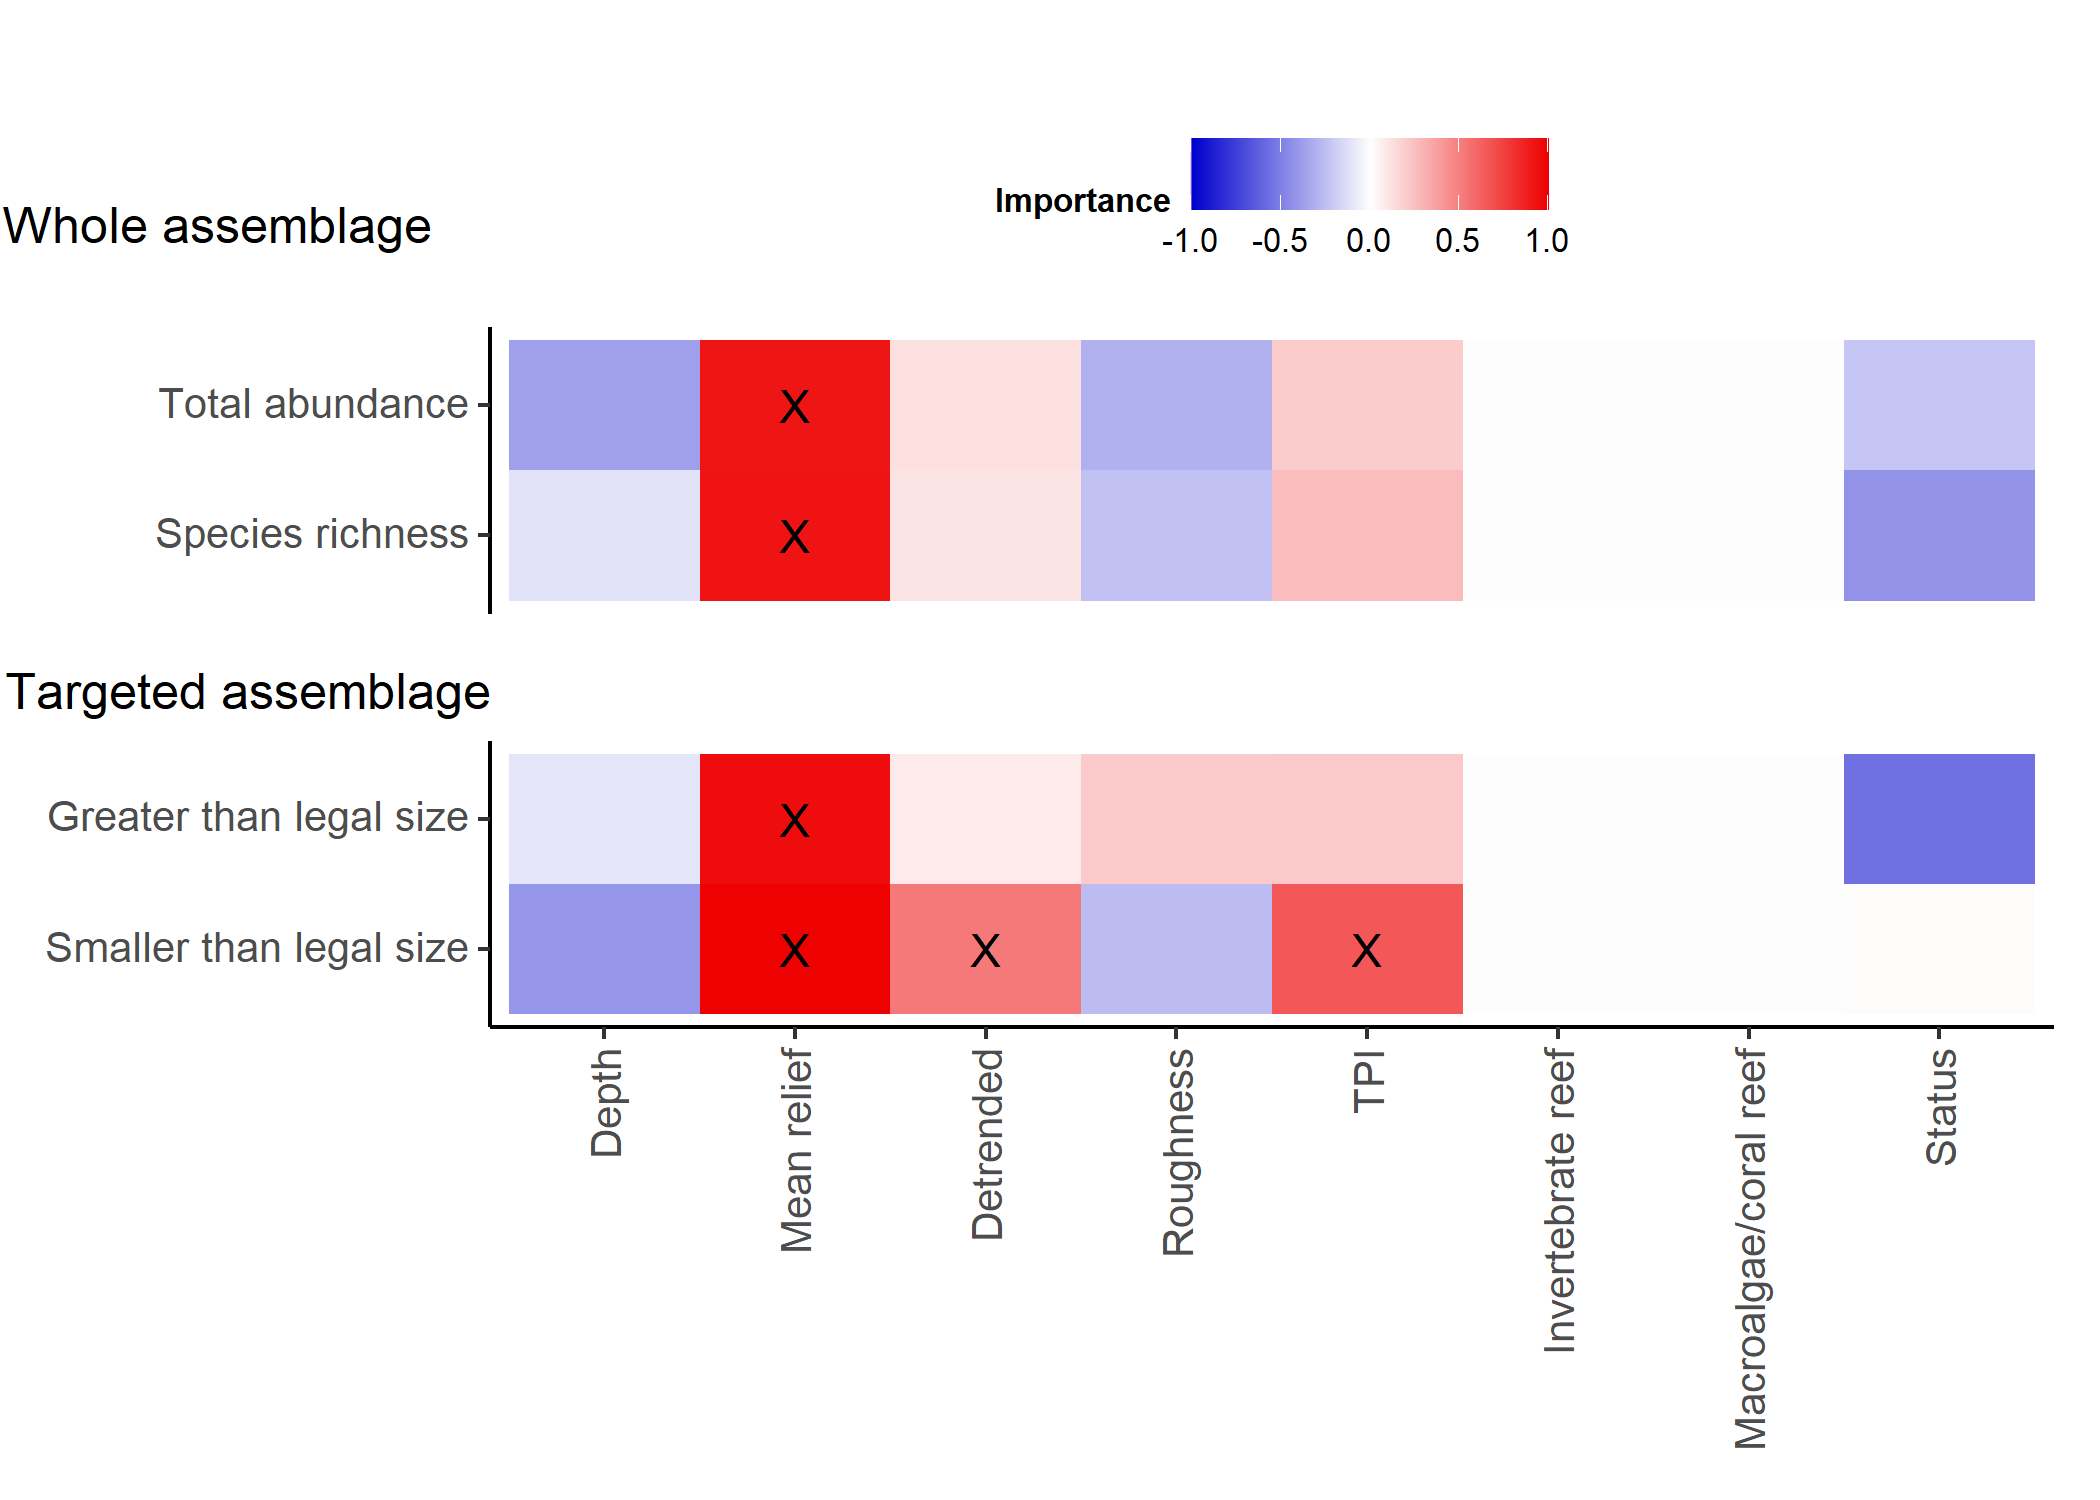 Importance
-1.0 -0.5 0.0 0.5 1.0
Whole assemblage
Total abundance X
Species richness X
Targeted assemblage
Greater than legal size X
Smaller than legal size X X X
Depth
Mean relief
Detrended
Roughness
TPI
Invertebrate reef
Macroalgae/coral reef
Status